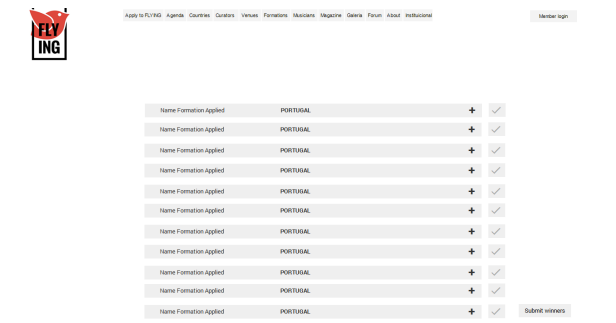 FLY
ING
Apply to FLYING Agenda Countries Curators Venues Formations Musicians Magazine Galeria Forum About Instituicional
Member login
Name Formation Applied PORTUGAL +
Name Formation Applied PORTUGAL +
Name Formation Applied PORTUGAL +
Name Formation Applied PORTUGAL +
Name Formation Applied PORTUGAL +
Name Formation Applied PORTUGAL +
Name Formation Applied PORTUGAL +
Name Formation Applied PORTUGAL +
Name Formation Applied PORTUGAL +
Name Formation Applied PORTUGAL +
Name Formation Applied PORTUGAL +
Submit winners